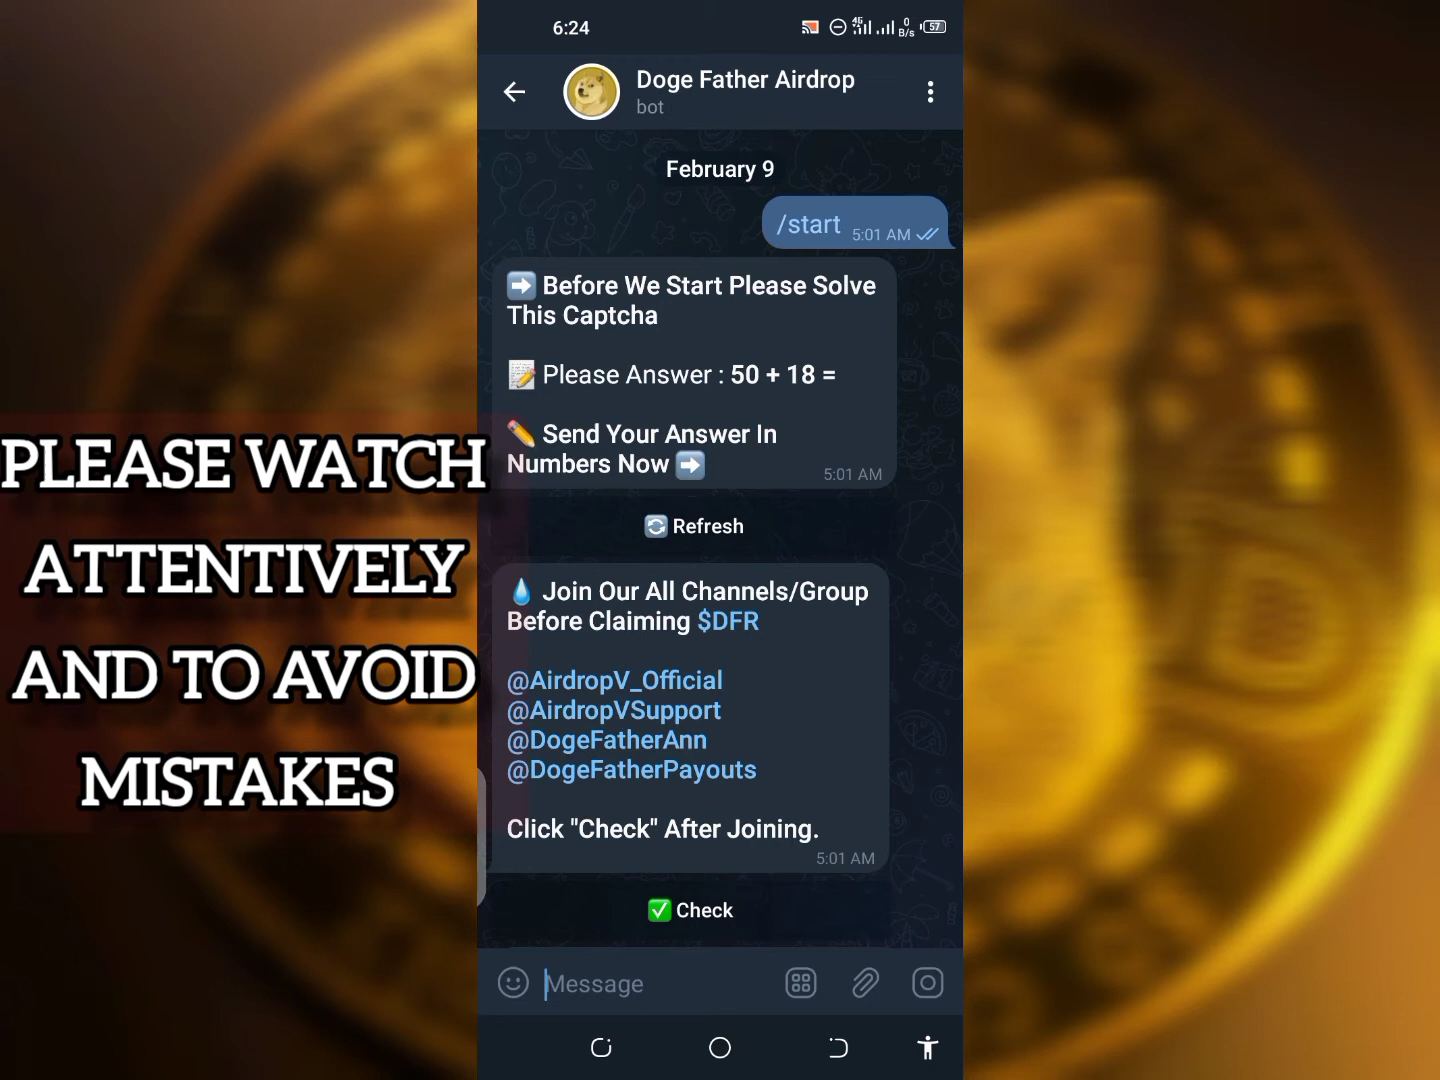 6:24
4G
0
B/s
57
Doge Father Airdrop
bot
February 9
/start 5:01 AM
➡️ Before We Start Please Solve
This Captcha
📝 Please Answer : 50 + 18 =
✏️ Send Your Answer In
Numbers Now ➡️
5:01 AM
🔄 Refresh
💧 Join Our All Channels/Group
Before Claiming $DFR
@AirdropV_Official
@AirdropVSupport
@DogeFatherAnn
@DogeFatherPayouts
Click "Check" After Joining.
5:01 AM
✅ Check
Message
PLEASE WATCH
ATTENTIVELY
AND TO AVOID
MISTAKES